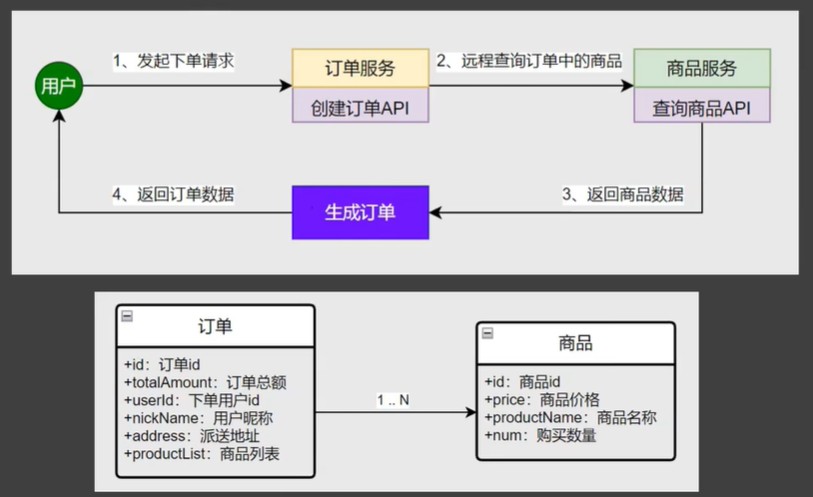 1、发起下单请求
2、远程查询订单中的商品
用户
订单服务
创建订单API
商品服务
查询商品API
4、返回订单数据
生成订单
3、返回商品数据
订单
+id：订单id
+totalAmount：订单总额
+userId：下单用户id
+nickName：用户昵称
+address：派送地址
+productList：商品列表
1 .. N
商品
+id：商品id
+price：商品价格
+productName：商品名称
+num：购买数量